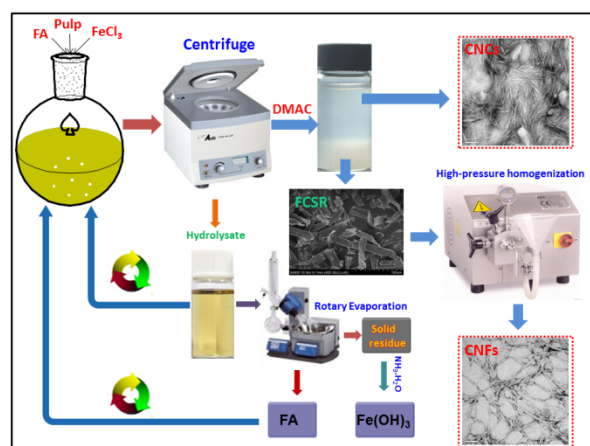 Pulp
FA
FeCl3
Centrifuge
DMAC
CNCs
High-pressure homogenization
FCSR
Hydrolysate
Rotary Evaporation
Solid
residue
NH3·H2O
CNFs
FA
Fe(OH)3